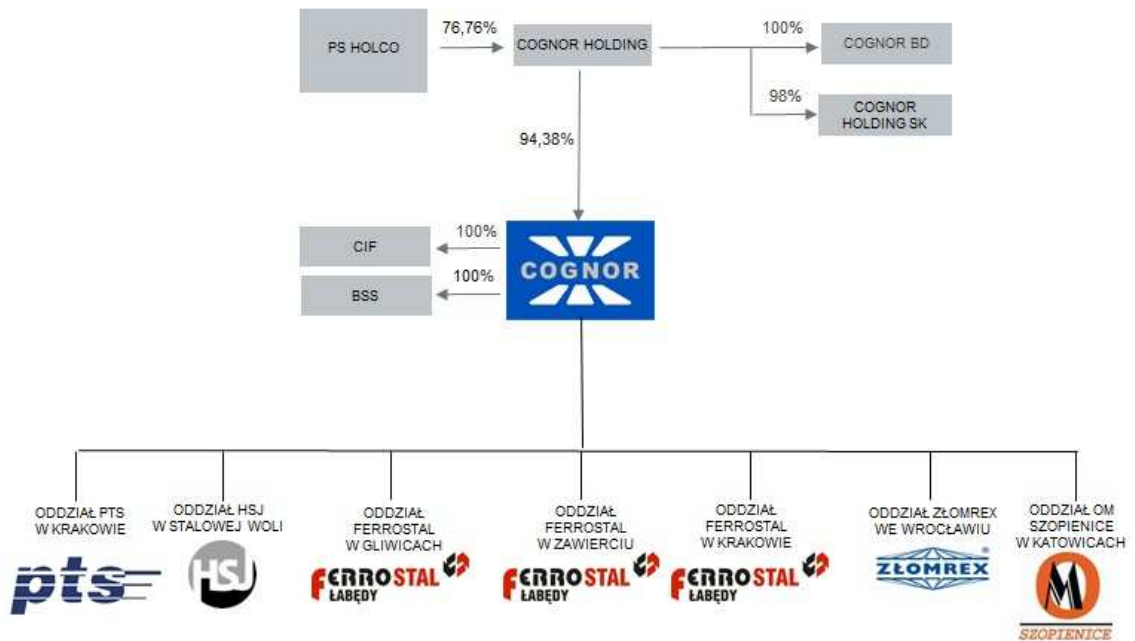 76,76%
PS HOLCO
COGNOR HOLDING
100%
COGNOR BD
98%
COGNOR
HOLDING SK
94,38%
CIF
100%
COGNOR
BSS
100%
ODDZIAŁ PTS
W KRAKOWIE
ODDZIAŁ HSJ
W STALOWEJ WOLI
ODDZIAŁ
FERROSTAL
W GLIWICACH
ODDZIAŁ
FERROSTAL
W ZAWIERCIU
ODDZIAŁ
FERROSTAL
W KRAKOWIE
ODDZIAŁ ZŁOMREX
WE WROCŁAWIU
ODDZIAŁ OM
SZOPIENICE
W KATOWICACH
pts
HSJ
FERROSTAL
ŁABĘDY
FERROSTAL
ŁABĘDY
FERROSTAL
ŁABĘDY
ZŁOMREX®
M
SZOPIENICE